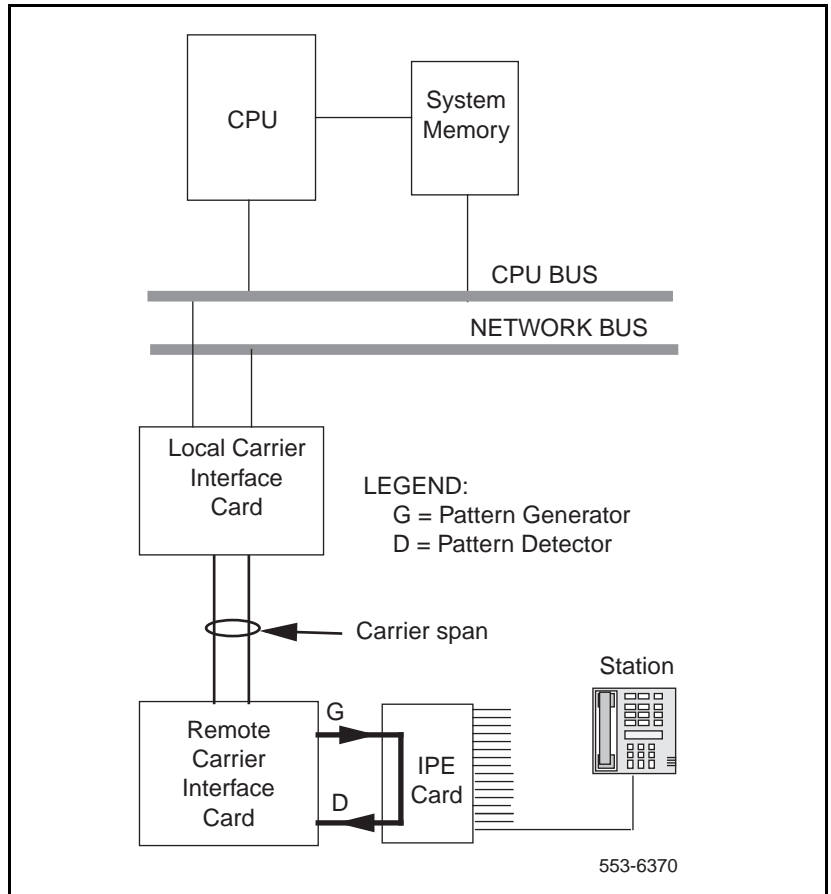 CPU
System
Memory
CPU BUS
NETWORK BUS
Local Carrier
Interface
Card
LEGEND:
G = Pattern Generator
D = Pattern Detector
Carrier span
Station
Remote
Carrier
Interface
Card
G
D
IPE
Card
553-6370